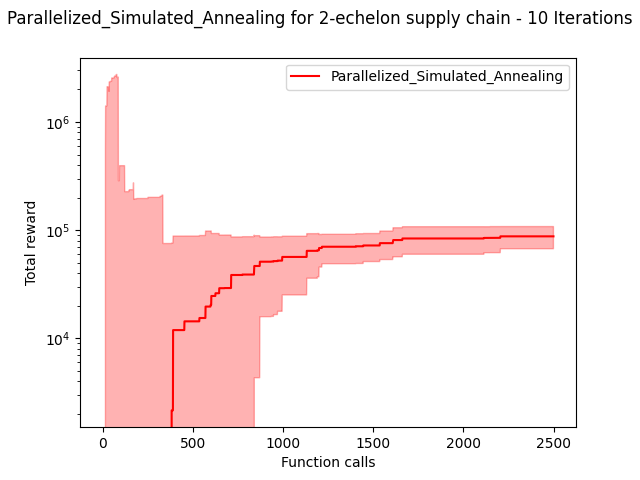 Parallelized_Simulated_Annealing for 2-echelon supply chain - 10 Iterations
Parallelized_Simulated_Annealing
10^6
10^5
10^4
Total reward
0 500 1000 1500 2000 2500
Function calls